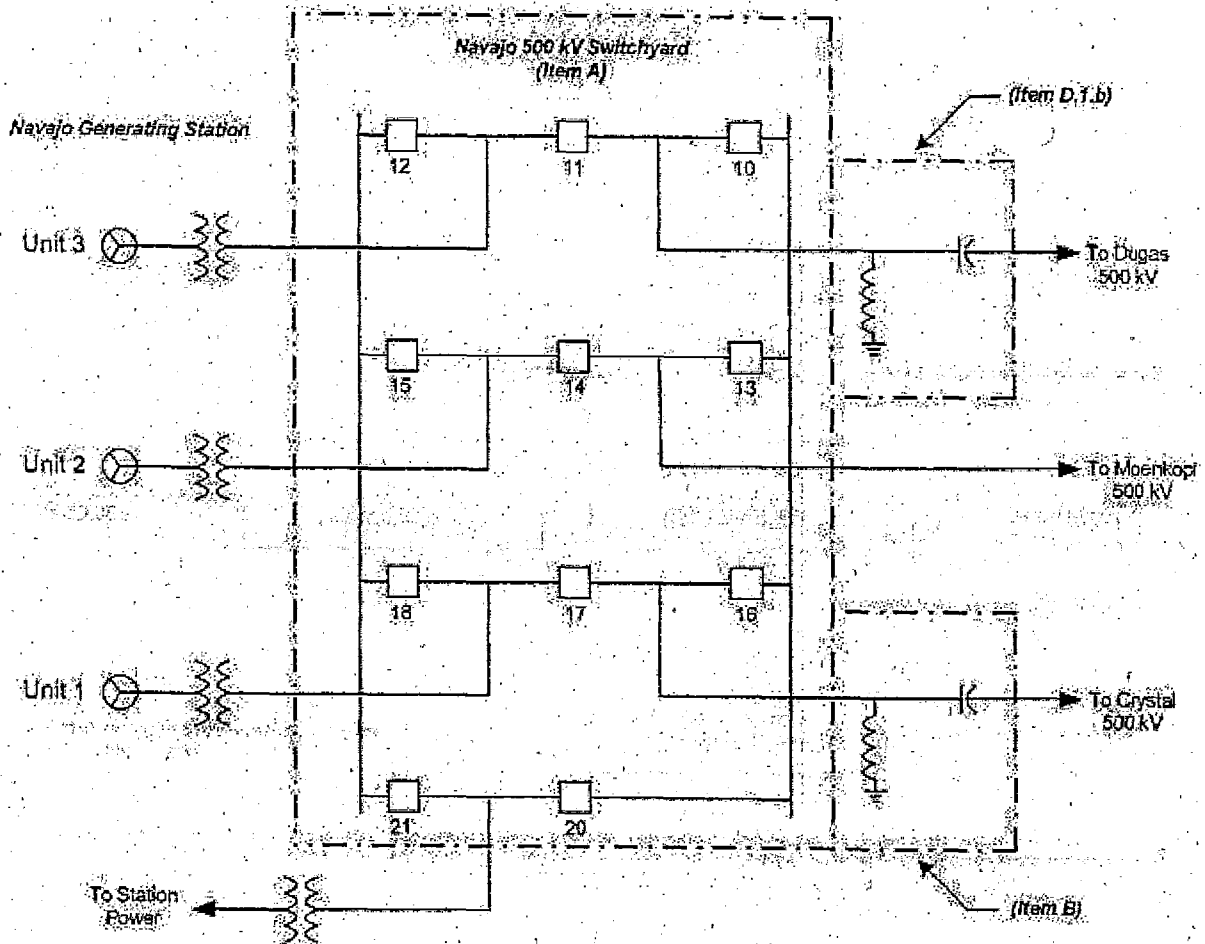 Navajo 500 kV Switchyard
(Item A)
(Item D.1.b)
Navajo Generating Station
12
11
10
Unit 3
To Dugas
500 kV
15
14
13
Unit 2
To Moenkopi
500 kV
18
17
16
Unit 1
To Crystal
500 kV
21
20
To Station
Power
(Item B)